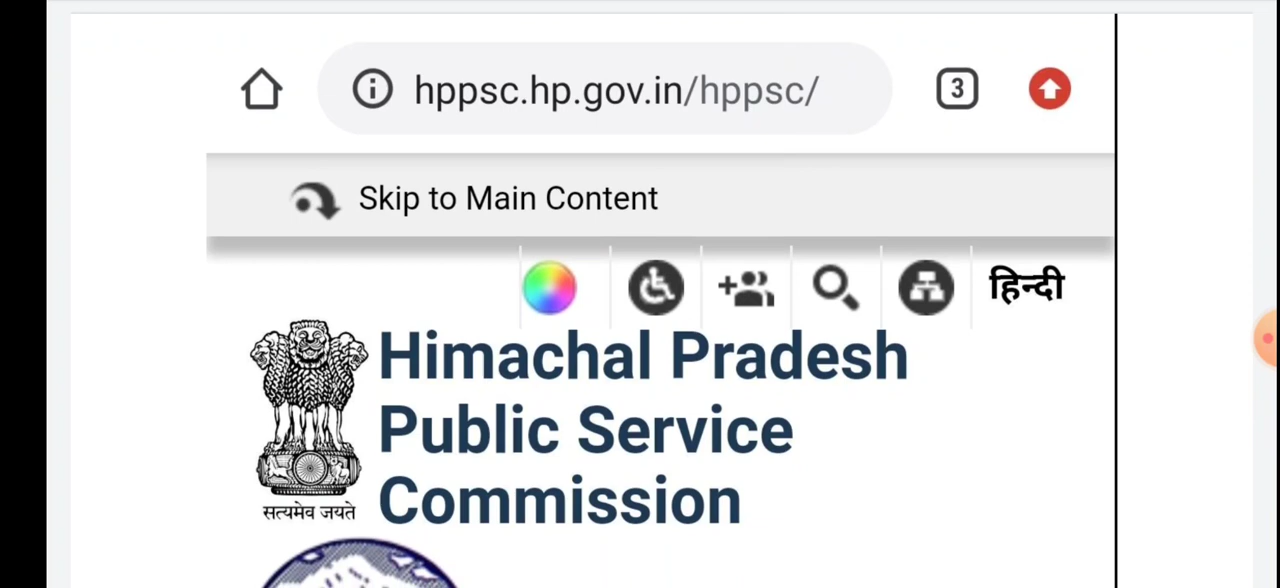 hppsc.hp.gov.in/hppsc/
3
Skip to Main Content
हिन्दी
Himachal Pradesh
Public Service
Commission
सत्यमेव जयते